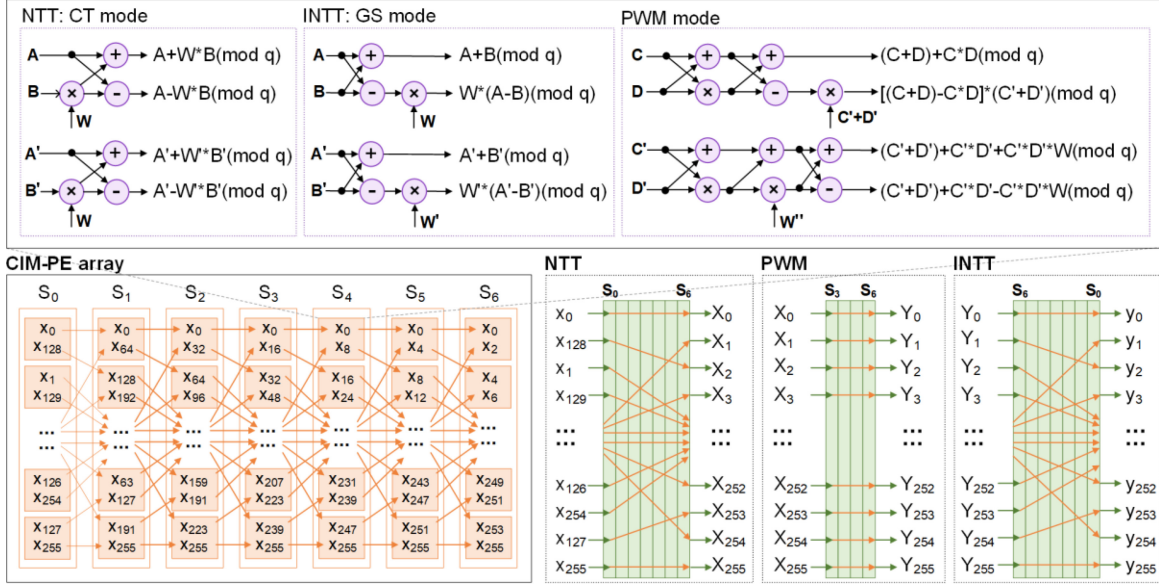 NTT: CT mode
A
A+W*B(mod q)
B
A-W*B(mod q)
W
A'
A'+W'*B'(mod q)
B'
A'-W'*B'(mod q)
W
INTT: GS mode
A
A+B(mod q)
B
W*(A-B)(mod q)
W
A'
A'+B'(mod q)
B'
W'*(A'-B')(mod q)
W'
PWM mode
C
(C+D)+C*D(mod q)
D
[(C+D)-C*D]*(C'+D')(mod q)
C'+D'
C'
(C'+D')+C'*D'+C'*D'*W(mod q)
D'
(C'+D')+C'*D'-C'*D'*W(mod q)
W''
CIM-PE array
S0 S1 S2 S3 S4 S5 S6
x0 x0 x0 x0 x0 x0 x0
x128 x64 x32 x16 x8 x4 x2
x1 x128 x64 x32 x16 x8 x4
x129 x192 x96 x48 x24 x12 x6
... ... ... ... ... ... ...
... ... ... ... ... ... ...
x126 x63 x159 x207 x231 x243 x249
x254 x127 x191 x223 x239 x247 x251
x127 x191 x223 x239 x247 x251 x253
x255 x255 x255 x255 x255 x255 x255
NTT
S0 S6
x0 X0
x128 X1
x1 X2
x129 X3
... ...
... ...
x126 X252
x254 X253
x127 X254
x255 X255
PWM
S3 S6
X0 Y0
X1 Y1
X2 Y2
X3 Y3
... ...
... ...
X252 Y252
X253 Y253
X254 Y254
X255 Y255
INTT
S6 S0
Y0 y0
Y1 y1
Y2 y2
Y3 y3
... ...
... ...
Y252 y252
Y253 y253
Y254 y254
Y255 y255